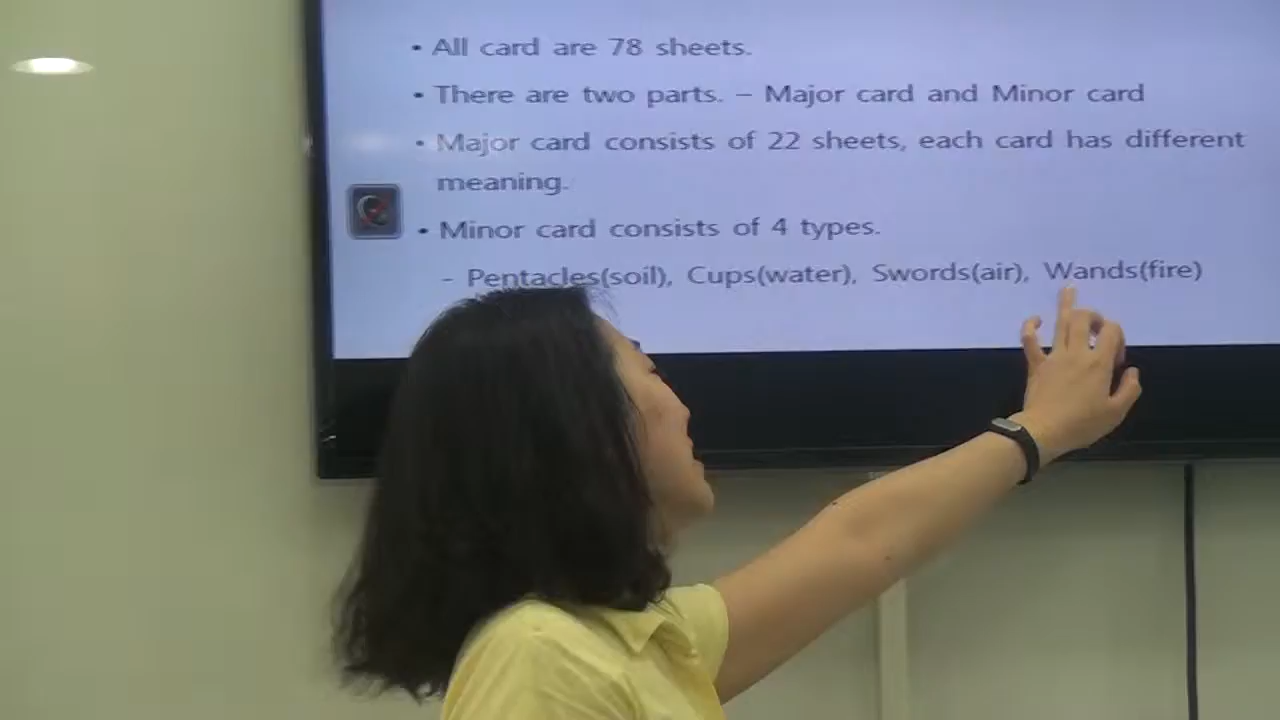 • All card are 78 sheets.
• There are two parts. – Major card and Minor card
• Major card consists of 22 sheets, each card has different
meaning.
• Minor card consists of 4 types.
- Pentacles(soil), Cups(water), Swords(air), Wands(fire)